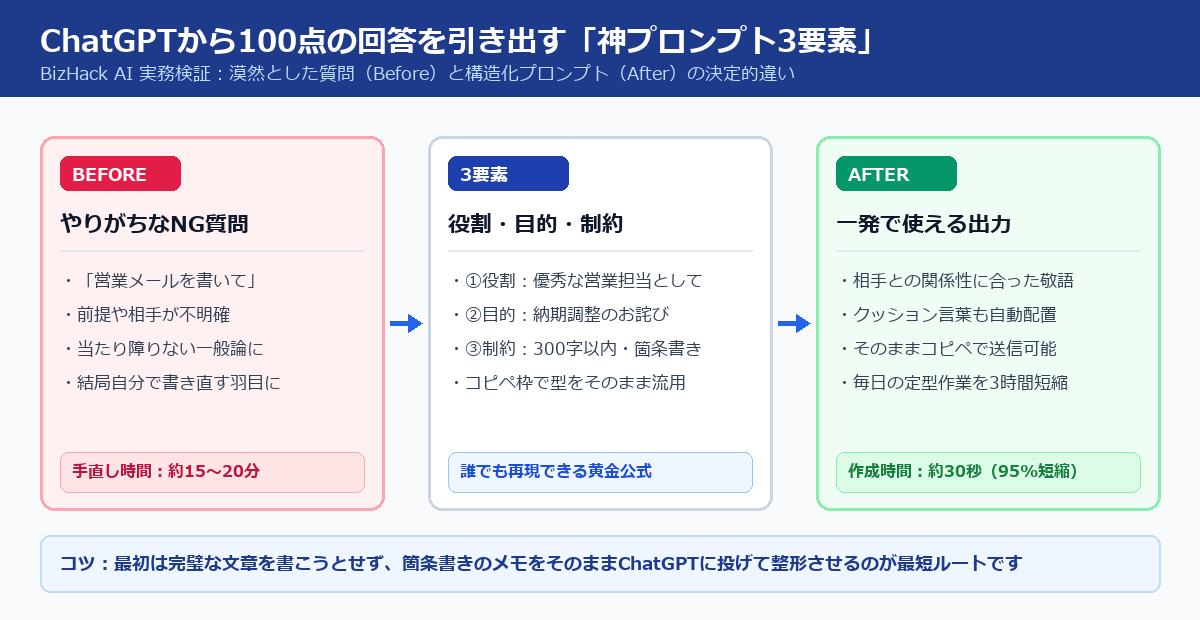 ChatGPTから100点の回答を引き出す「神プロンプト3要素」
BizHack AI 実務検証：漠然とした質問（Before）と構造化プロンプト（After）の決定的違い
BEFORE
やりがちなNG質問
・「営業メールを書いて」
・前提や相手が不明確
・当たり障りない一般論に
・結局自分で書き直す羽目に
手直し時間：約15〜20分
3要素
役割・目的・制約
・①役割：優秀な営業担当として
・②目的：納期調整のお詫び
・③制約：300字以内・箇条書き
・コピペ枠で型をそのまま流用
誰でも再現できる黄金公式
AFTER
一発で使える出力
・相手との関係性に合った敬語
・クッション言葉も自動配置
・そのままコピペで送信可能
・毎日の定型作業を3時間短縮
作成時間：約30秒（95%短縮）
コツ：最初は完璧な文章を書こうとせず、箇条書きのメモをそのままChatGPTに投げて整形させるのが最短ルートです